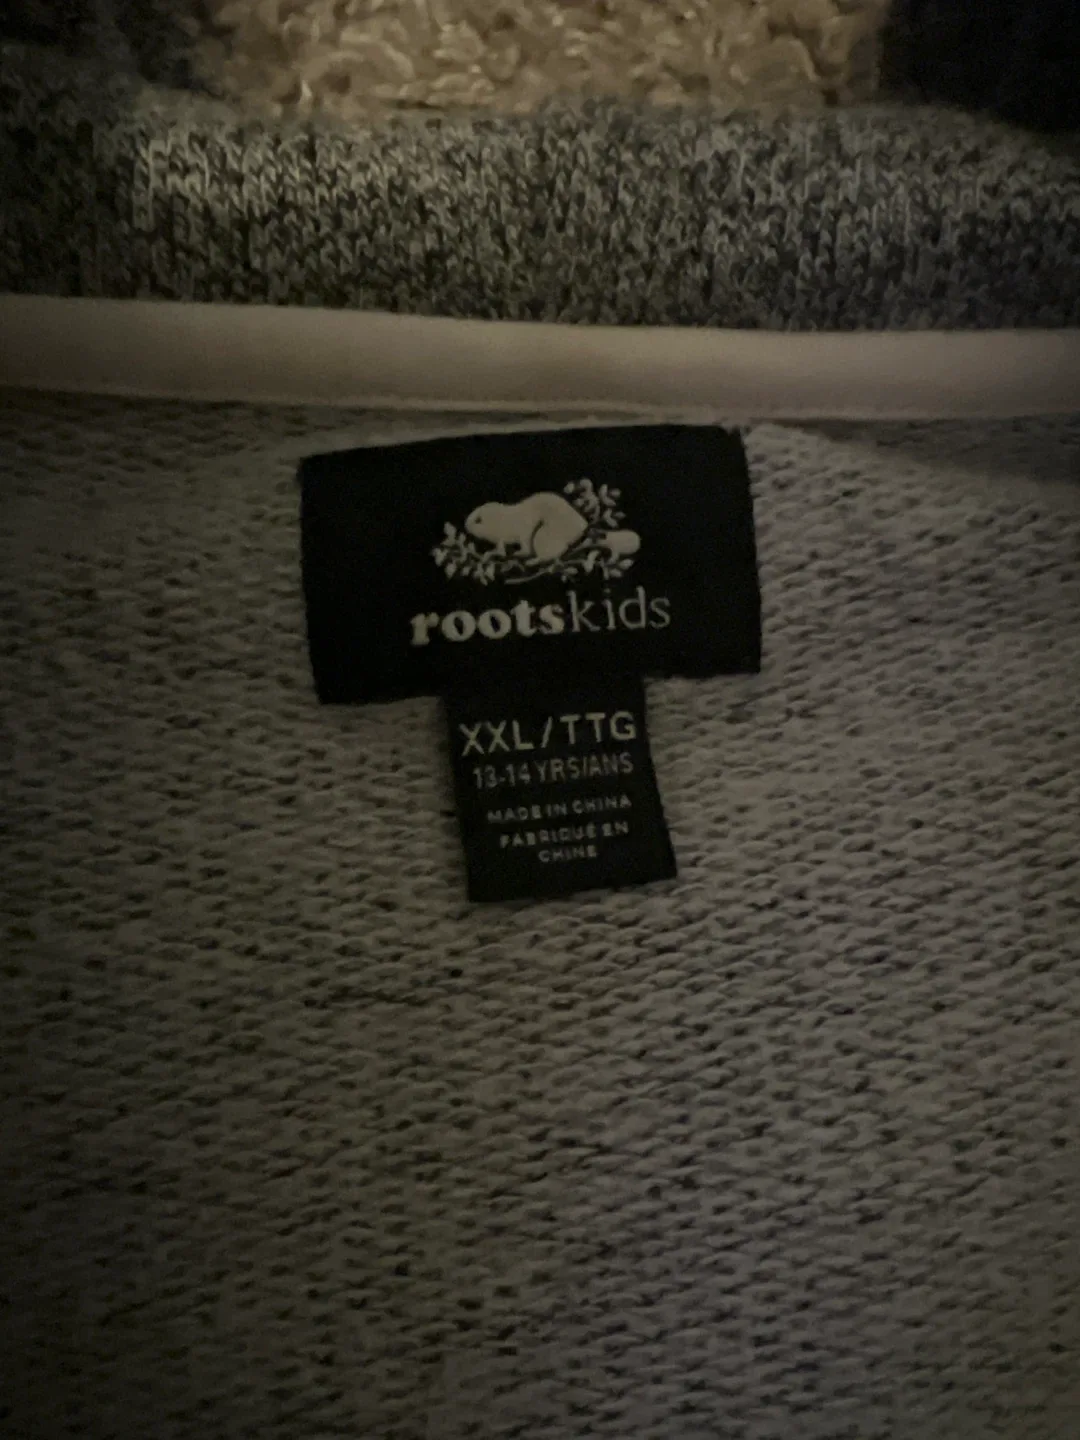 rootskids
XXL/TTG
13-14 YRS/ANS
MADE IN CHINA
FABRIQUÉ EN
CHINE